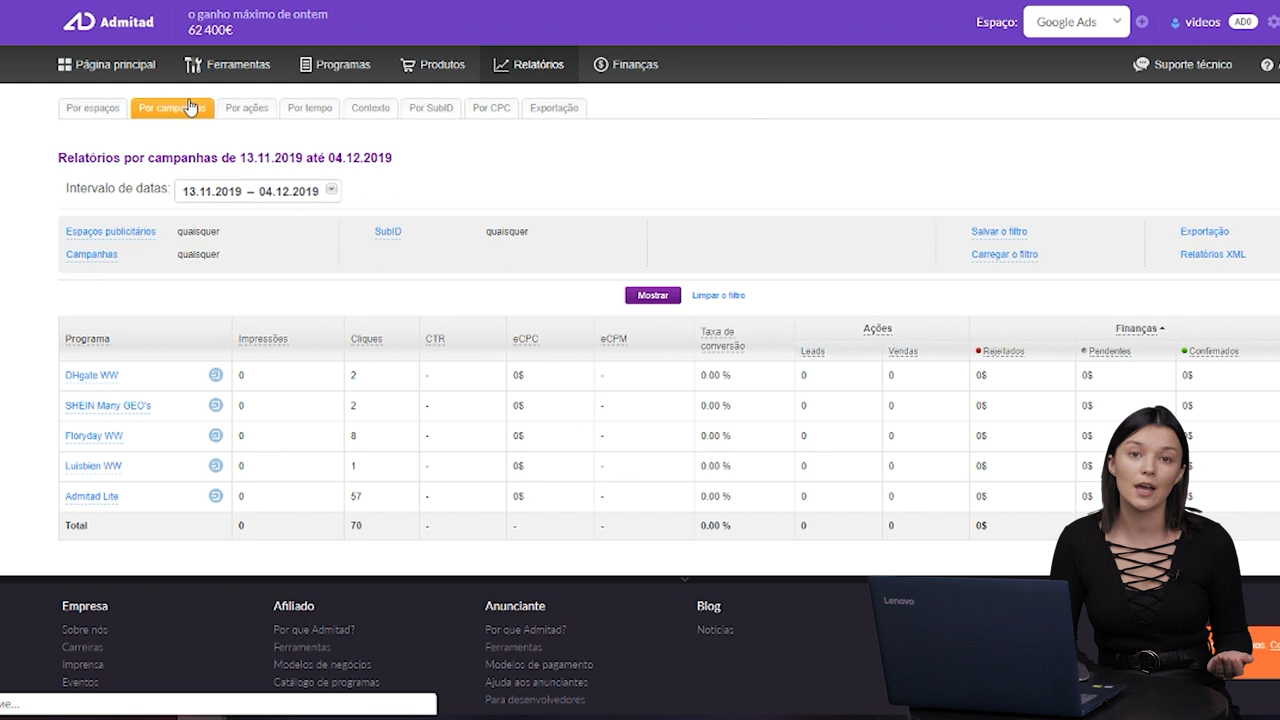 Admitad
o ganho máximo de ontem
62 400€
Espaço: Google Ads
videos AD0
Página principal Ferramentas Programas Produtos Relatórios Finanças Suporte técnico
Por espaços Por ações Por tempo Contexto Por SubID Por CPC Exportação
Relatórios por campanhas de 13.11.2019 até 04.12.2019
Intervalo de datas: 13.11.2019 – 04.12.2019
Espaços publicitários quaisquer SubID quaisquer Salvar o filtro Exportação
Campanhas quaisquer Carregar o filtro Relatórios XML
Mostrar Limpar o filtro
Programa Impressões Cliques CTR eCPC eCPM Taxa de conversão Ações Finanças
Leads Vendas Rejeitados Pendentes Confirmados
DHgate WW 0 2 - 0$ - 0.00 % 0 0 0$ 0$ 0$
SHEIN Many GEO's 0 2 - 0$ - 0.00 % 0 0 0$ 0$ 0$
Floryday WW 0 8 - 0$ - 0.00 % 0 0 0$ 0$
Luisbien WW 0 1 - 0$ - 0.00 % 0 0 0$ 0$
Admitad Lite 0 57 - 0$ - 0.00 % 0 0 0$ 0$
Total 0 70 - - - 0.00 % 0 0 0$
Empresa Afiliado Anunciante Blog
Sobre nós Por que Admitad? Por que Admitad? Notícias
Carreiras Ferramentas Ferramentas
Imprensa Modelos de negócios Modelos de pagamento
Eventos Catálogo de programas Ajuda aos anunciantes
Para desenvolvedores
Lenovo